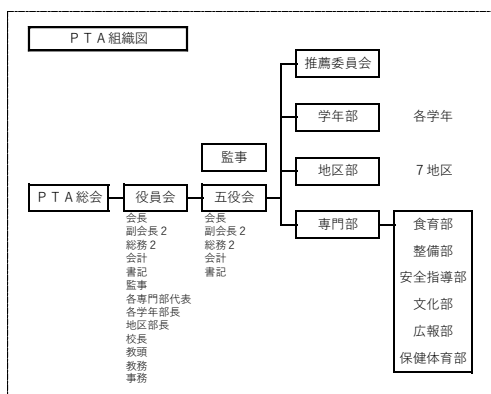 ＰＴＡ組織図
推薦委員会
学年部
各学年
監事
地区部
７地区
ＰＴＡ総会
役員会
五役会
専門部
会長
副会長２
総務２
会計
書記
監事
各専門部代表
各学年部長
地区部長
校長
教頭
教務
事務
会長
副会長２
総務２
会計
書記
食育部
整備部
安全指導部
文化部
広報部
保健体育部